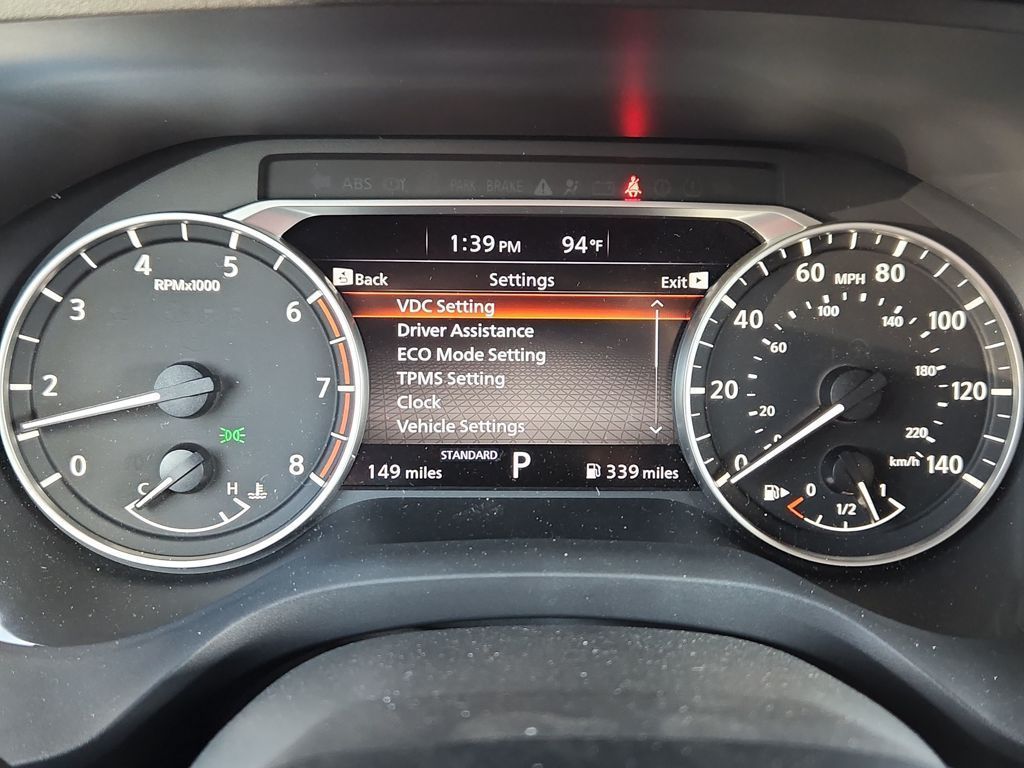 ABS
PARK BRAKE
1:39 PM 94°F
Back Settings Exit
VDC Setting
Driver Assistance
ECO Mode Setting
TPMS Setting
Clock
Vehicle Settings
STANDARD
149 miles P 339 miles
RPMx1000
0
2
3
4
5
6
7
8
C H
MPH
0
20
40
60
80
100
120
140
0
20
60
100
140
180
220
km/h
0 1/2 1